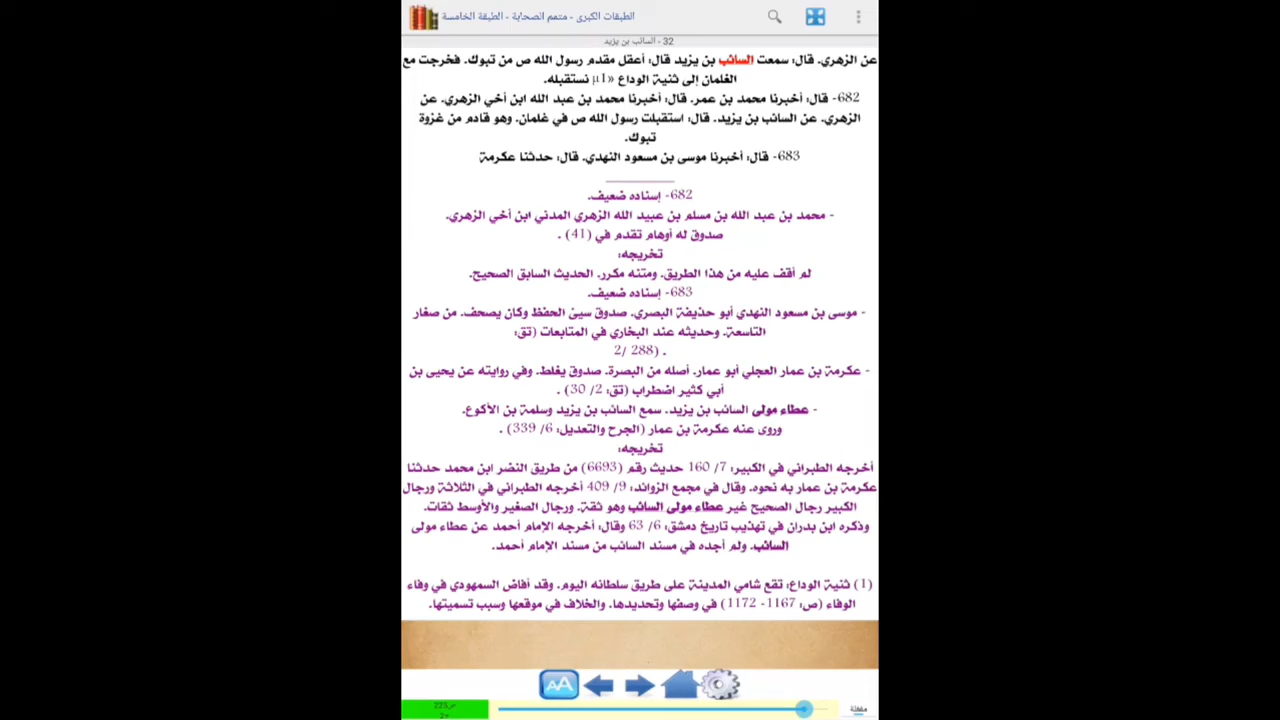 الطبقات الكبرى - متمم الصحابة - الطبقة الخامسة
32 - السائب بن يزيد
عن الزهري. قال: سمعت السائب بن يزيد قال: أعقل مقدم رسول الله ص من تبوك. فخرجت مع
الغلمان إلى ثنية الوداع «µ1 نستقبله.
682- قال: أخبرنا محمد بن عمر. قال: أخبرنا محمد بن عبد الله ابن أخي الزهري. عن
الزهري. عن السائب بن يزيد. قال: استقبلت رسول الله ص في غلمان. وهو قادم من غزوة
تبوك.
683- قال: أخبرنا موسى بن مسعود النهدي. قال: حدثنا عكرمة
682- إسناده ضعيف.
- محمد بن عبد الله بن مسلم بن عبيد الله الزهري المدني ابن أخي الزهري.
صدوق له أوهام تقدم في (41) .
تخريجه:
لم أقف عليه من هذا الطريق. ومتنه مكرر. الحديث السابق الصحيح.
683- إسناده ضعيف.
- موسى بن مسعود النهدي أبو حذيفة البصري. صدوق سيئ الحفظ وكان يصحف. من صغار
التاسعة. وحديثه عند البخاري في المتابعات (تق:
2/ 288) .
- عكرمة بن عمار العجلي أبو عمار. أصله من البصرة. صدوق يغلط. وفي روايته عن يحيى بن
أبي كثير اضطراب (تق: 2/ 30) .
- عطاء مولى السائب بن يزيد. سمع السائب بن يزيد وسلمة بن الأكوع.
وروى عنه عكرمة بن عمار (الجرح والتعديل: 6/ 339) .
تخريجه:
أخرجه الطبراني في الكبير: 7/ 160 حديث رقم (6693) من طريق النضر ابن محمد حدثنا
عكرمة بن عمار به نحوه. وقال في مجمع الزوائد: 9/ 409 أخرجه الطبراني في الثلاثة ورجال
الكبير رجال الصحيح غير عطاء مولى السائب وهو ثقة. ورجال الصغير والأوسط ثقات.
وذكره ابن بدران في تهذيب تاريخ دمشق: 6/ 63 وقال: أخرجه الإمام أحمد عن عطاء مولى
السائب. ولم أجده في مسند السائب من مسند الإمام أحمد.
(1) ثنية الوداع: تقع شامي المدينة على طريق سلطانه اليوم. وقد أفاض السمهودي في وفاء
الوفاء (ص: 1167- 1172) في وصفها وتحديدها. والخلاف في موقعها وسبب تسميتها.
AA
ص225
ج2
مفعلة